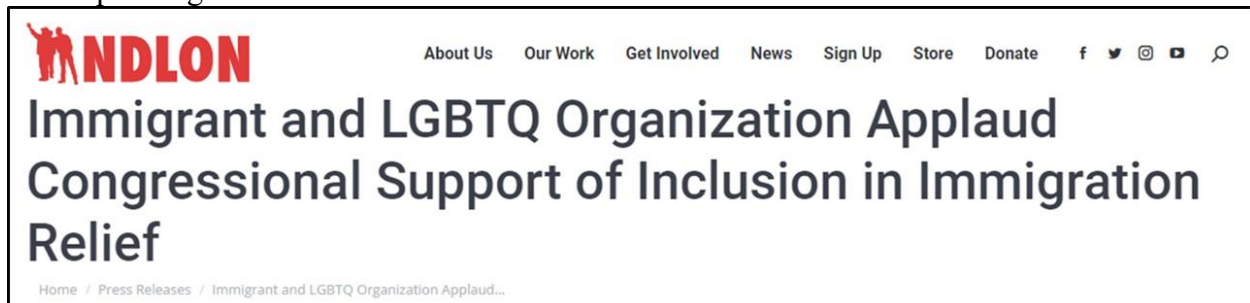 NDLON
About Us Our Work Get Involved News Sign Up Store Donate
Immigrant and LGBTQ Organization Applaud
Congressional Support of Inclusion in Immigration
Relief
Home / Press Releases / Immigrant and LGBTQ Organization Applaud...